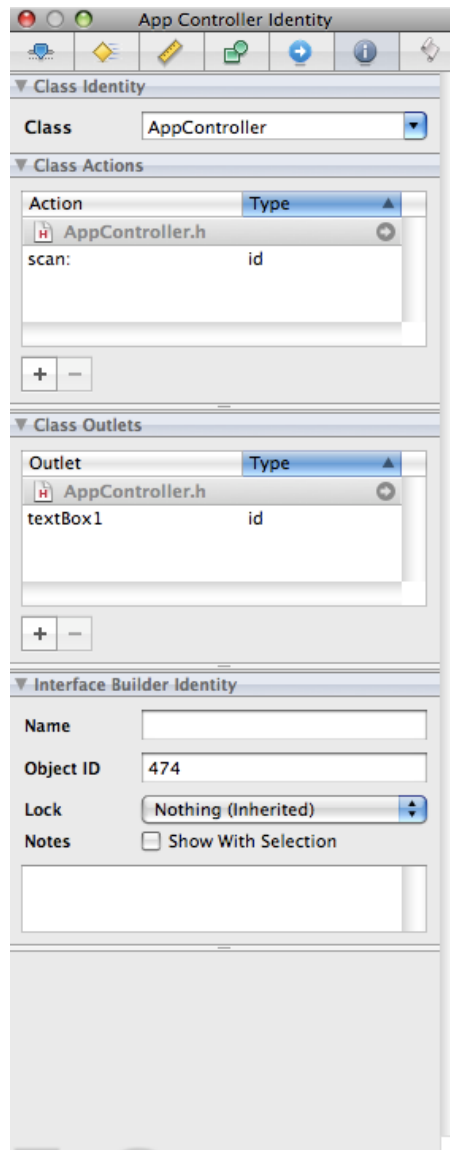 App Controller Identity
Class Identity
Class AppController
Class Actions
Action Type
AppController.h
scan: id
+ −
Class Outlets
Outlet Type
AppController.h
textBox1 id
+ −
Interface Builder Identity
Name
Object ID 474
Lock Nothing (Inherited)
Notes Show With Selection